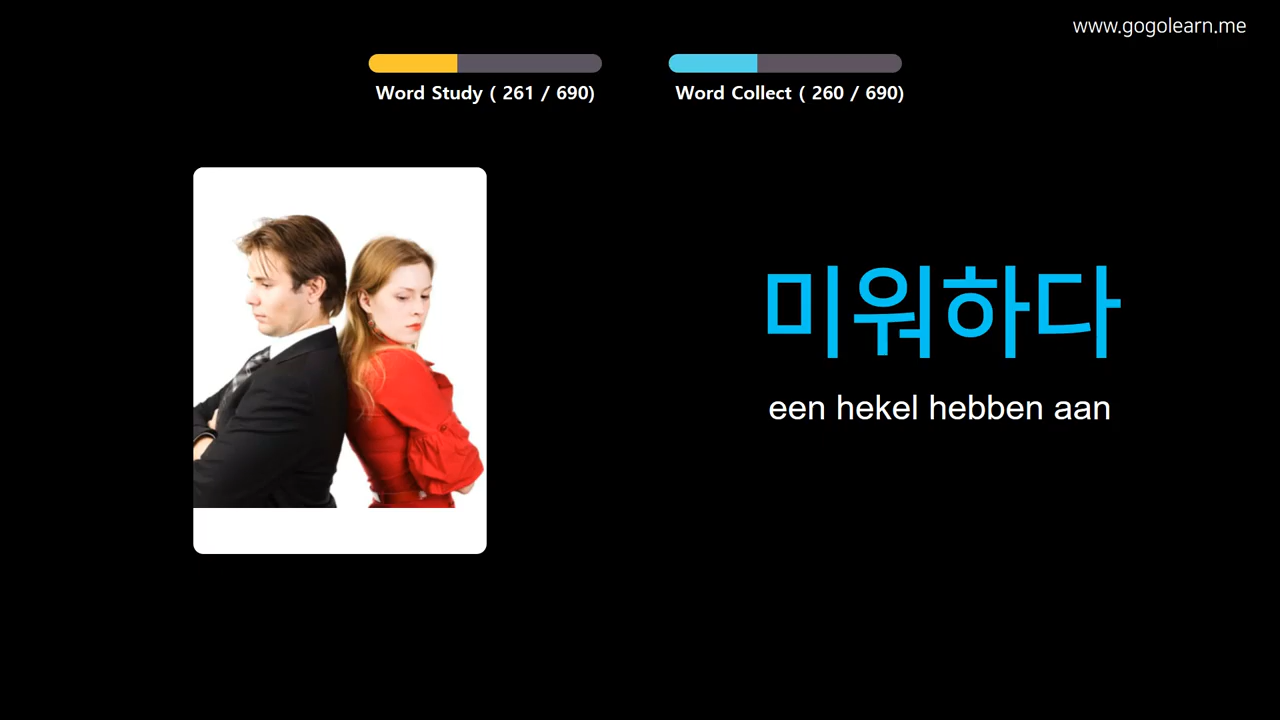 www.gogolearn.me
Word Study ( 261 / 690)
Word Collect ( 260 / 690)
미워하다
een hekel hebben aan